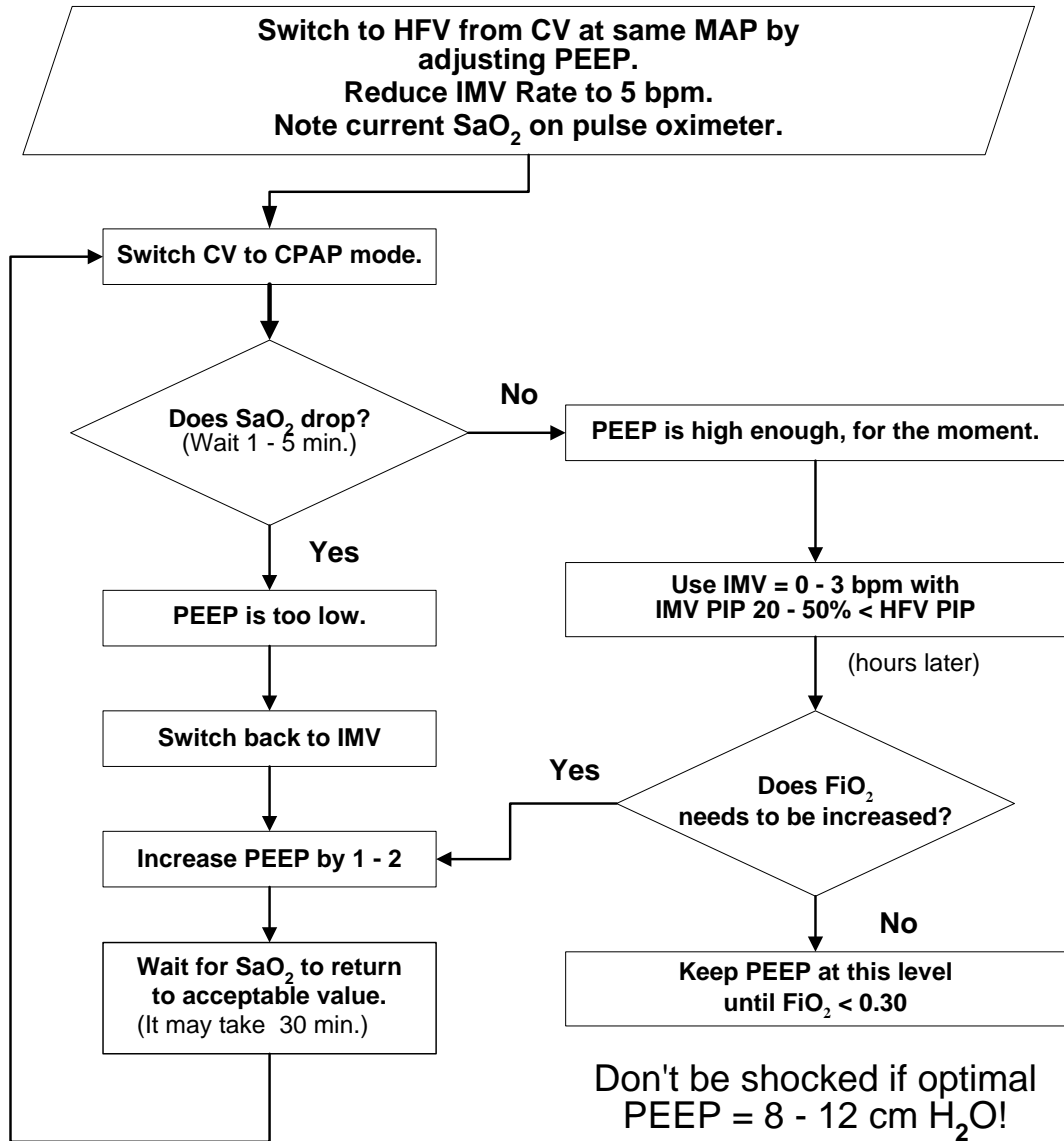 Switch to HFV from CV at same MAP by
adjusting PEEP.
Reduce IMV Rate to 5 bpm.
Note current SaO₂ on pulse oximeter.
Switch CV to CPAP mode.
Does SaO₂ drop?
(Wait 1 - 5 min.)
No
PEEP is high enough, for the moment.
Yes
PEEP is too low.
Use IMV = 0 - 3 bpm with
IMV PIP 20 - 50% < HFV PIP
(hours later)
Switch back to IMV
Yes
Does FiO₂
needs to be increased?
Increase PEEP by 1 - 2
No
Wait for SaO₂ to return
to acceptable value.
(It may take 30 min.)
Keep PEEP at this level
until FiO₂ < 0.30
Don't be shocked if optimal
PEEP = 8 - 12 cm H₂O!